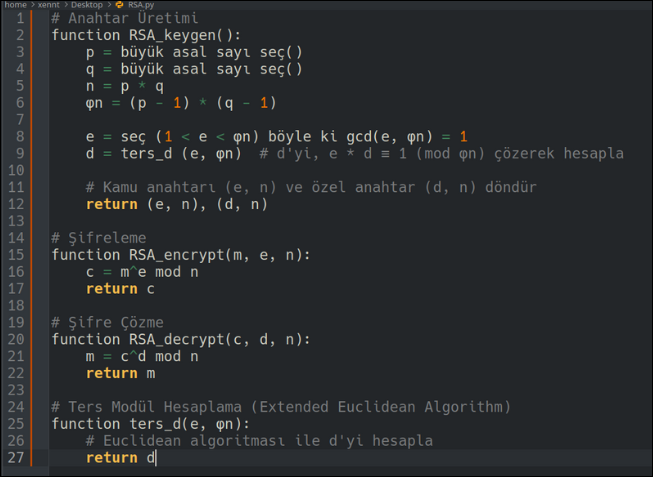 home > xennt > Desktop > RSA.py
1 # Anahtar Üretimi
2 function RSA_keygen():
3     p = büyük asal sayı seç()
4     q = büyük asal sayı seç()
5     n = p * q
6     φn = (p - 1) * (q - 1)
7
8     e = seç (1 < e < φn) böyle ki gcd(e, φn) = 1
9     d = ters_d (e, φn)  # d'yi, e * d ≡ 1 (mod φn) çözerek hesapla
10
11     # Kamu anahtarı (e, n) ve özel anahtar (d, n) döndür
12     return (e, n), (d, n)
13
14 # Şifreleme
15 function RSA_encrypt(m, e, n):
16     c = m^e mod n
17     return c
18
19 # Şifre Çözme
20 function RSA_decrypt(c, d, n):
21     m = c^d mod n
22     return m
23
24 # Ters Modül Hesaplama (Extended Euclidean Algorithm)
25 function ters_d(e, φn):
26     # Euclidean algoritması ile d'yi hesapla
27     return d